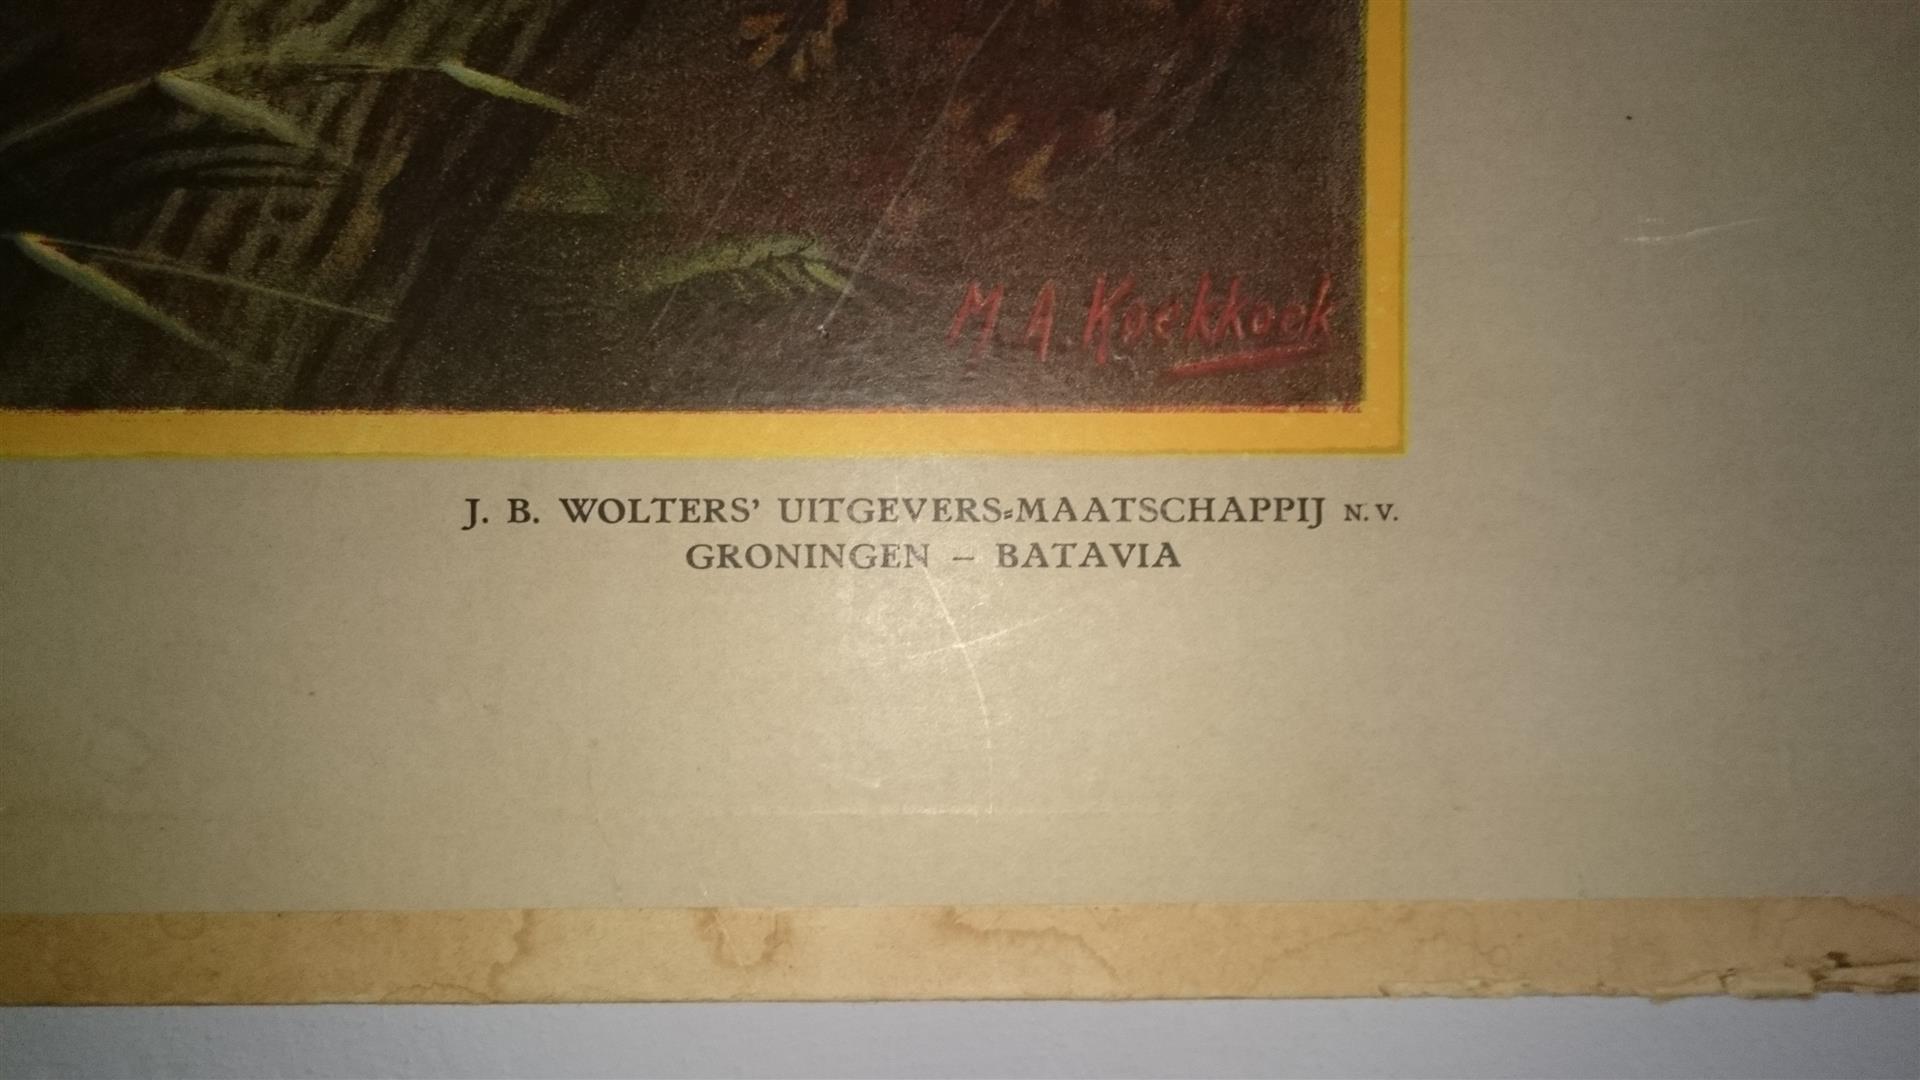 M. A. Koekkoek
J. B. WOLTERS' UITGEVERS-MAATSCHAPPIJ N.V.
GRONINGEN – BATAVIA